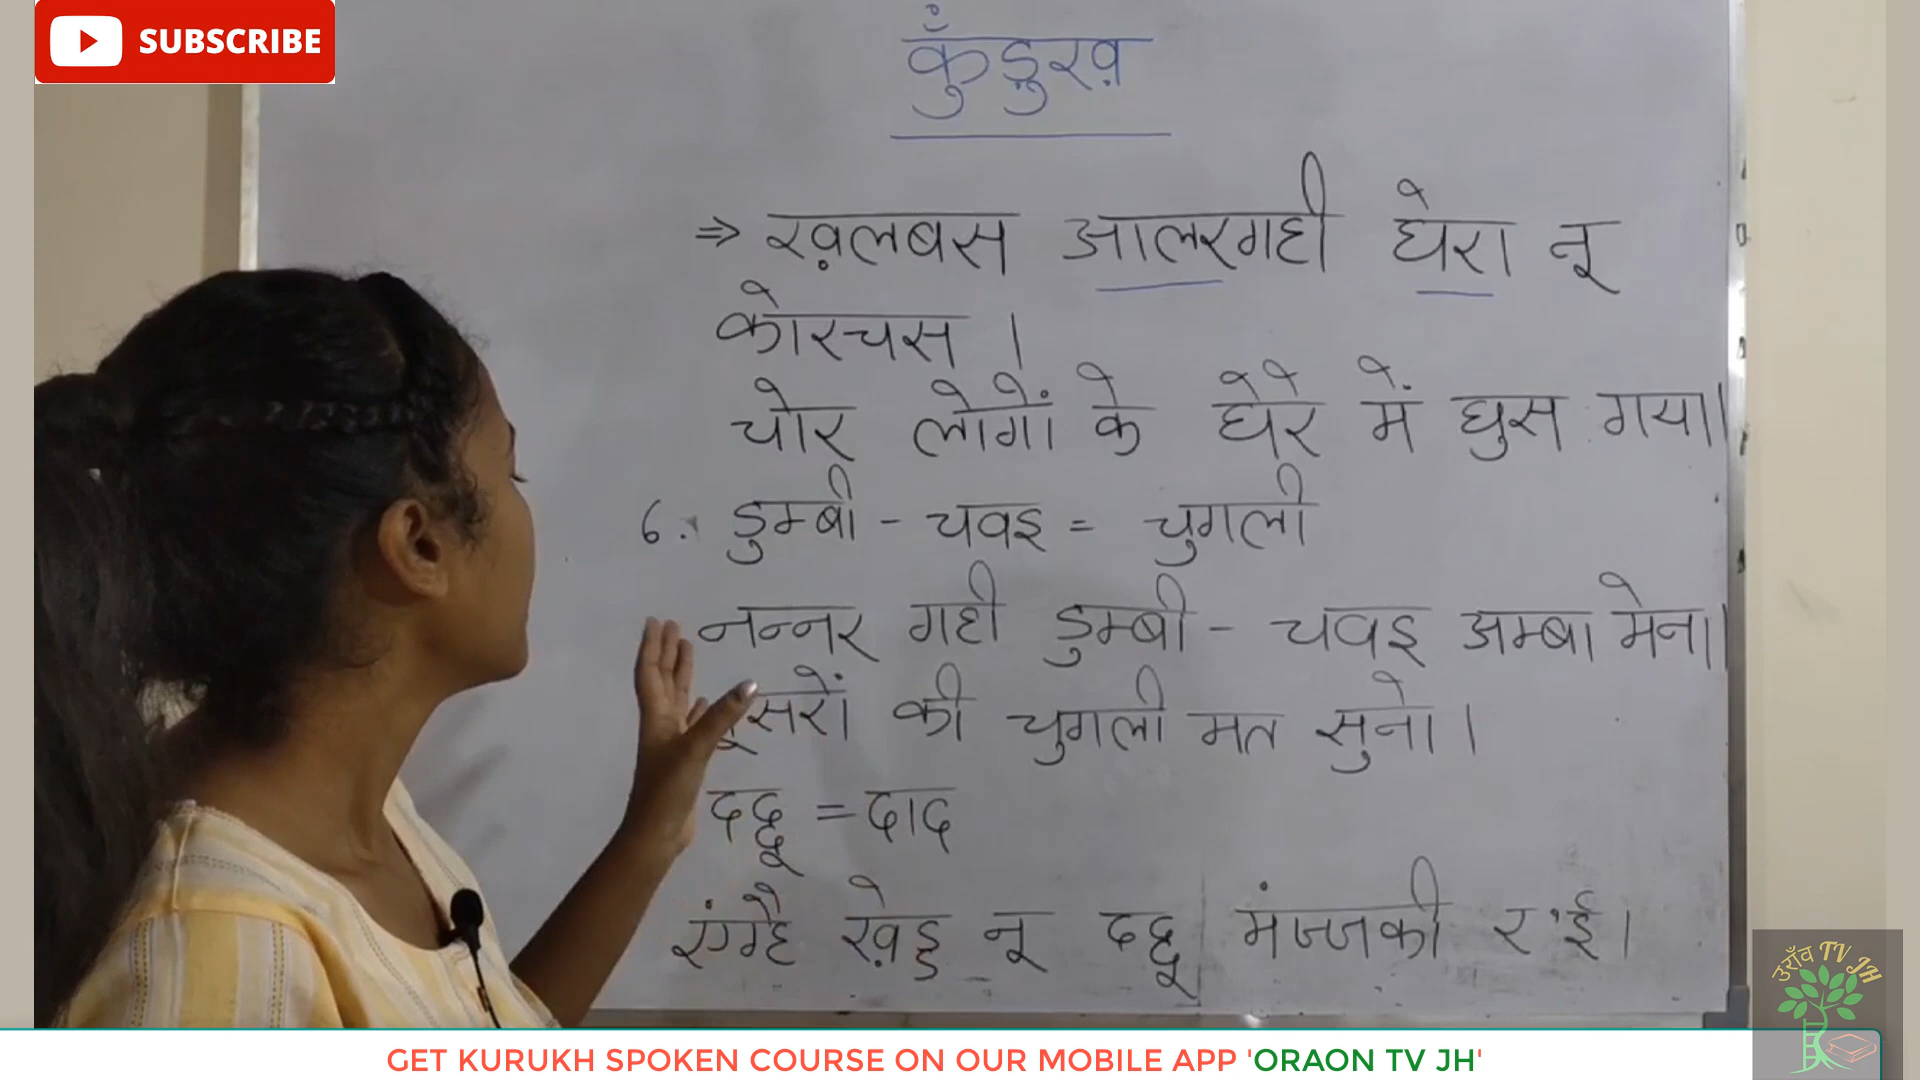 SUBSCRIBE
कुँड़ुख़
⇒ ख़लबस आलरगही घेरा नू
कोरचस ।
चोर लोगों के घेरे में घुस गया।
6. डुम्बी - चवइ = चुगली
नन्नर गही डुम्बी - चवइ अम्बा मेना।
दूसरों की चुगली मत सुनो।
दद्दू = दाद
एंग्है ख़ेड्ड नू दद्दू मंज्जकी र'ई।
उराँव TV JH
GET KURUKH SPOKEN COURSE ON OUR MOBILE APP 'ORAON TV JH'